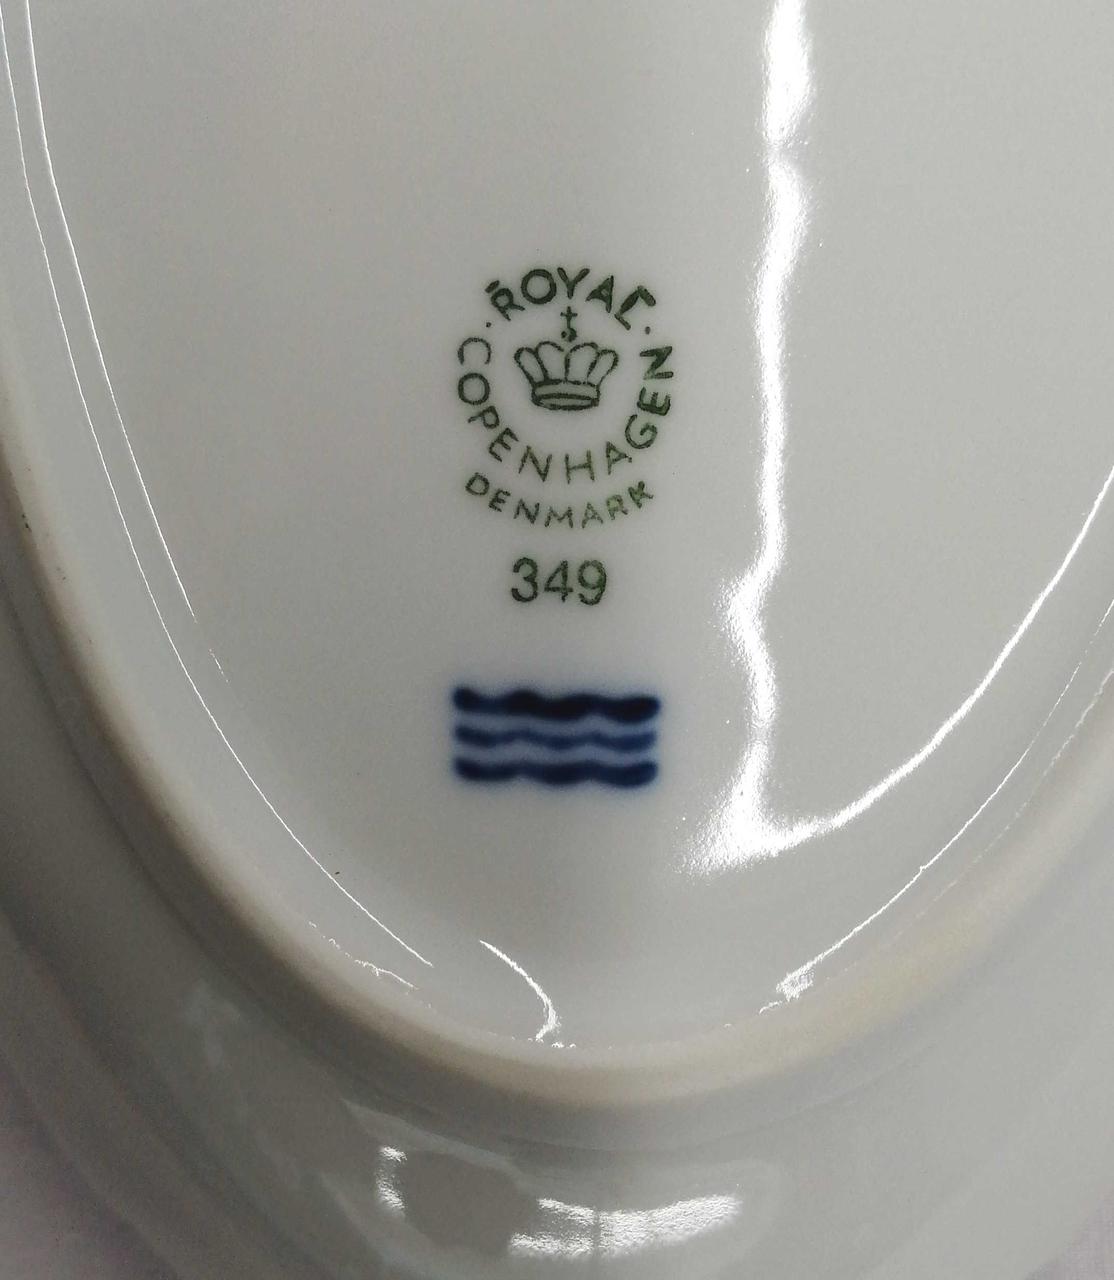 ROYAL
COPENHAGEN
DENMARK
349